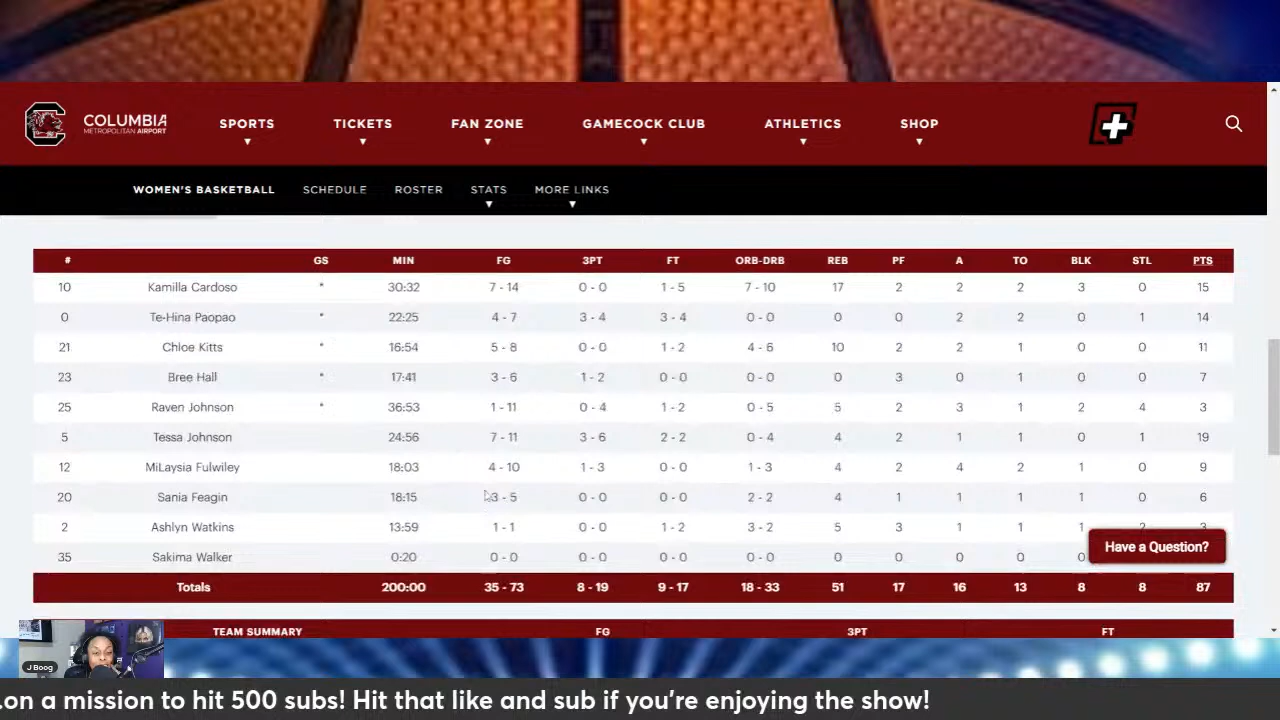 COLUMBIA
METROPOLITAN AIRPORT
SPORTS TICKETS FAN ZONE GAMECOCK CLUB ATHLETICS SHOP
WOMEN'S BASKETBALL SCHEDULE ROSTER STATS MORE LINKS
# GS MIN FG 3PT FT ORB-DRB REB PF A TO BLK STL PTS
10 Kamilla Cardoso * 30:32 7 - 14 0 - 0 1 - 5 7 - 10 17 2 2 2 3 0 15
0 Te-Hina Paopao * 22:25 4 - 7 3 - 4 3 - 4 0 - 0 0 0 2 2 0 1 14
21 Chloe Kitts * 16:54 5 - 8 0 - 0 1 - 2 4 - 6 10 2 2 1 0 0 11
23 Bree Hall * 17:41 3 - 6 1 - 2 0 - 0 0 - 0 0 3 0 1 0 0 7
25 Raven Johnson * 36:53 1 - 11 0 - 4 1 - 2 0 - 5 5 2 3 1 2 4 3
5 Tessa Johnson 24:56 7 - 11 3 - 6 2 - 2 0 - 4 4 2 1 1 0 1 19
12 MiLaysia Fulwiley 18:03 4 - 10 1 - 3 0 - 0 1 - 3 4 2 4 2 1 0 9
20 Sania Feagin 18:15 3 - 5 0 - 0 0 - 0 2 - 2 4 1 1 1 1 0 6
2 Ashlyn Watkins 13:59 1 - 1 0 - 0 1 - 2 3 - 2 5 3 1 1 1 2 3
Have a Question?
35 Sakima Walker 0:20 0 - 0 0 - 0 0 - 0 0 - 0 0 0 0 0 0
Totals 200:00 35 - 73 8 - 19 9 - 17 18 - 33 51 17 16 13 8 8 87
TEAM SUMMARY FG 3PT FT
J Boog
.on a mission to hit 500 subs! Hit that like and sub if you're enjoying the show!